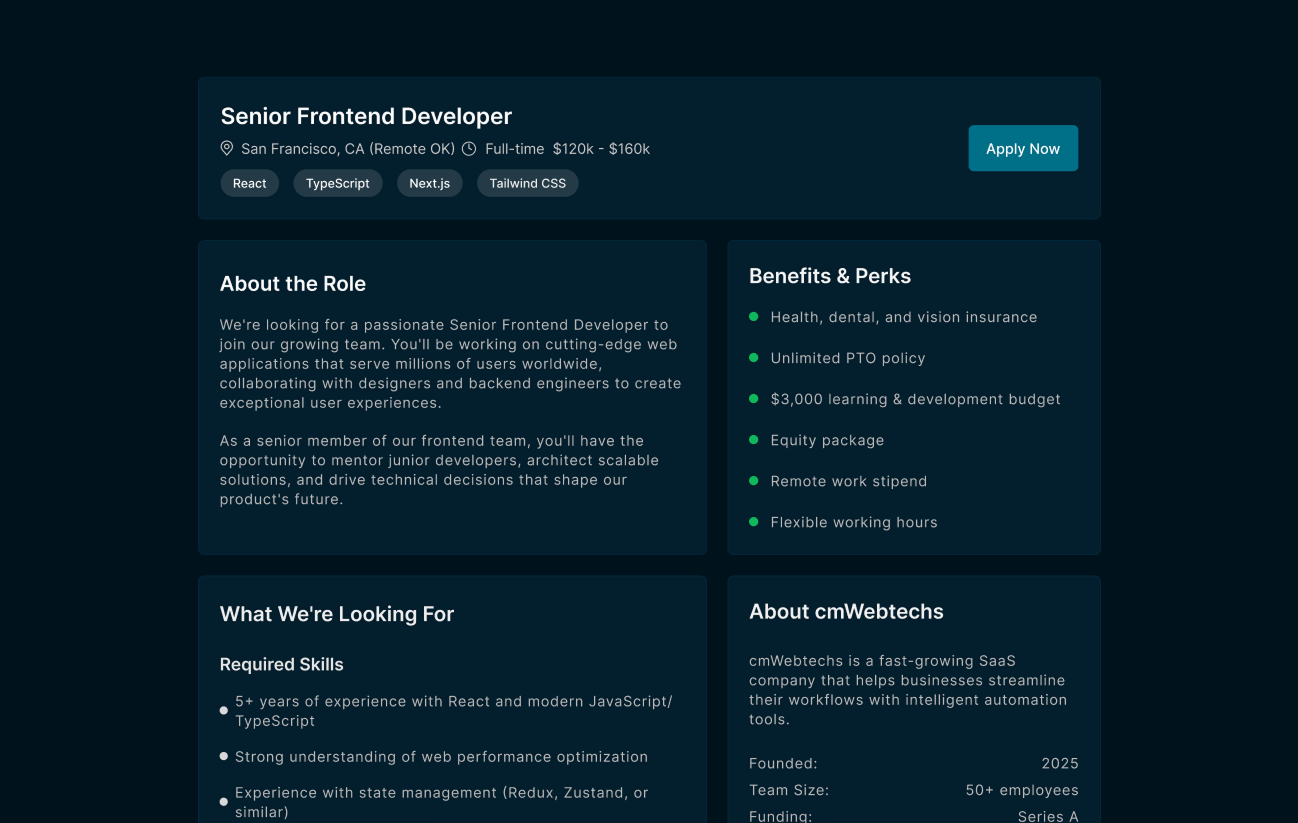 Senior Frontend Developer
San Francisco, CA (Remote OK) Full-time $120k - $160k
React TypeScript Next.js Tailwind CSS
Apply Now
About the Role
We're looking for a passionate Senior Frontend Developer to
join our growing team. You'll be working on cutting-edge web
applications that serve millions of users worldwide,
collaborating with designers and backend engineers to create
exceptional user experiences.
As a senior member of our frontend team, you'll have the
opportunity to mentor junior developers, architect scalable
solutions, and drive technical decisions that shape our
product's future.
Benefits & Perks
Health, dental, and vision insurance
Unlimited PTO policy
$3,000 learning & development budget
Equity package
Remote work stipend
Flexible working hours
What We're Looking For
Required Skills
5+ years of experience with React and modern JavaScript/
TypeScript
Strong understanding of web performance optimization
Experience with state management (Redux, Zustand, or
similar)
About cmWebtechs
cmWebtechs is a fast-growing SaaS
company that helps businesses streamline
their workflows with intelligent automation
tools.
Founded: 2025
Team Size: 50+ employees
Funding: Series A